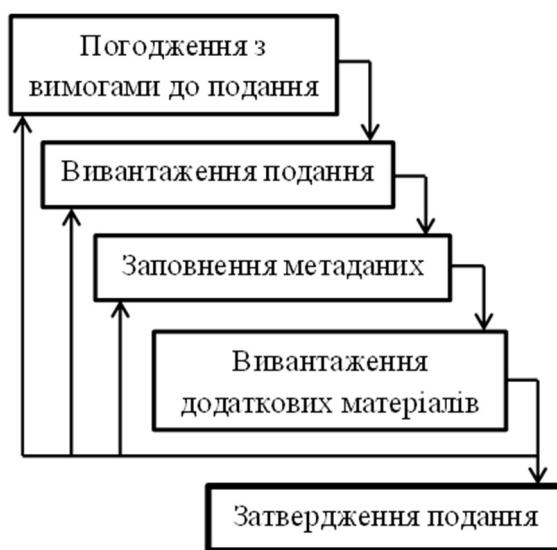 Погодження з
вимогами до подання
Вивантаження подання
Заповнення метаданих
Вивантаження
додаткових матеріалів
Затвердження подання